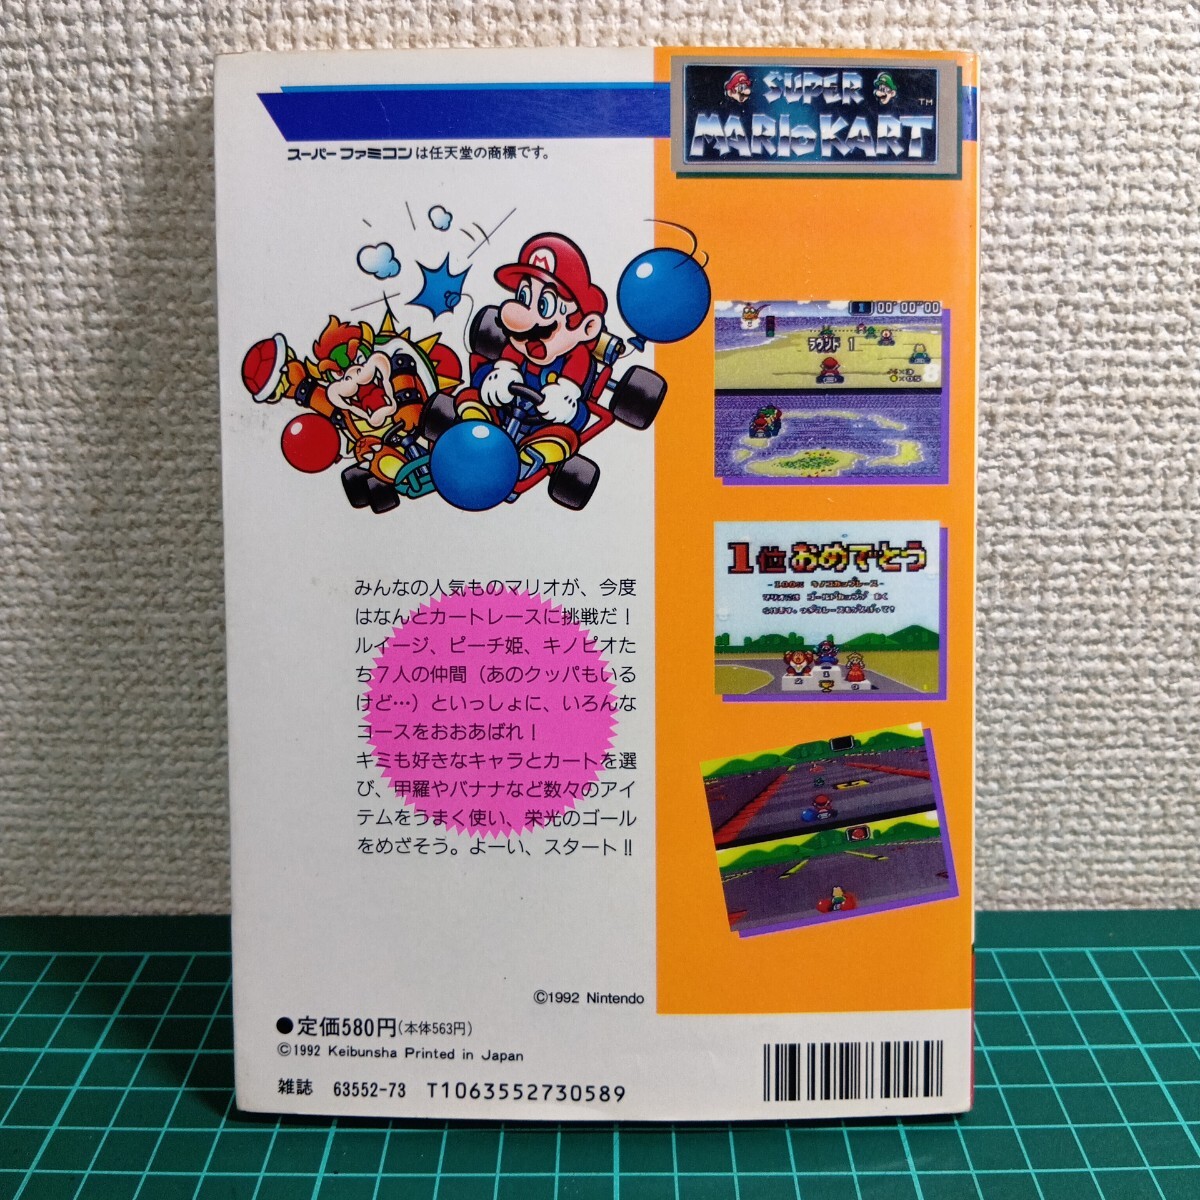 SUPER
MARIO KART
TM
スーパーファミコンは任天堂の商標です。
M
1 00'00"00
ラウンド 1
1位おめでとう
2 1 3
みんなの人気ものマリオが、今度
はなんとカートレースに挑戦だ！
ルイージ、ピーチ姫、キノピオた
ち7人の仲間（あのクッパもいる
けど…）といっしょに、いろんな
コースをおおあばれ！
キミも好きなキャラとカートを選
び、甲羅やバナナなど数々のアイ
テムをうまく使い、栄光のゴール
をめざそう。よーい、スタート!!
©1992 Nintendo
●定価580円(本体563円)
©1992 Keibunsha Printed in Japan
雑誌 63552-73 T1063552730589